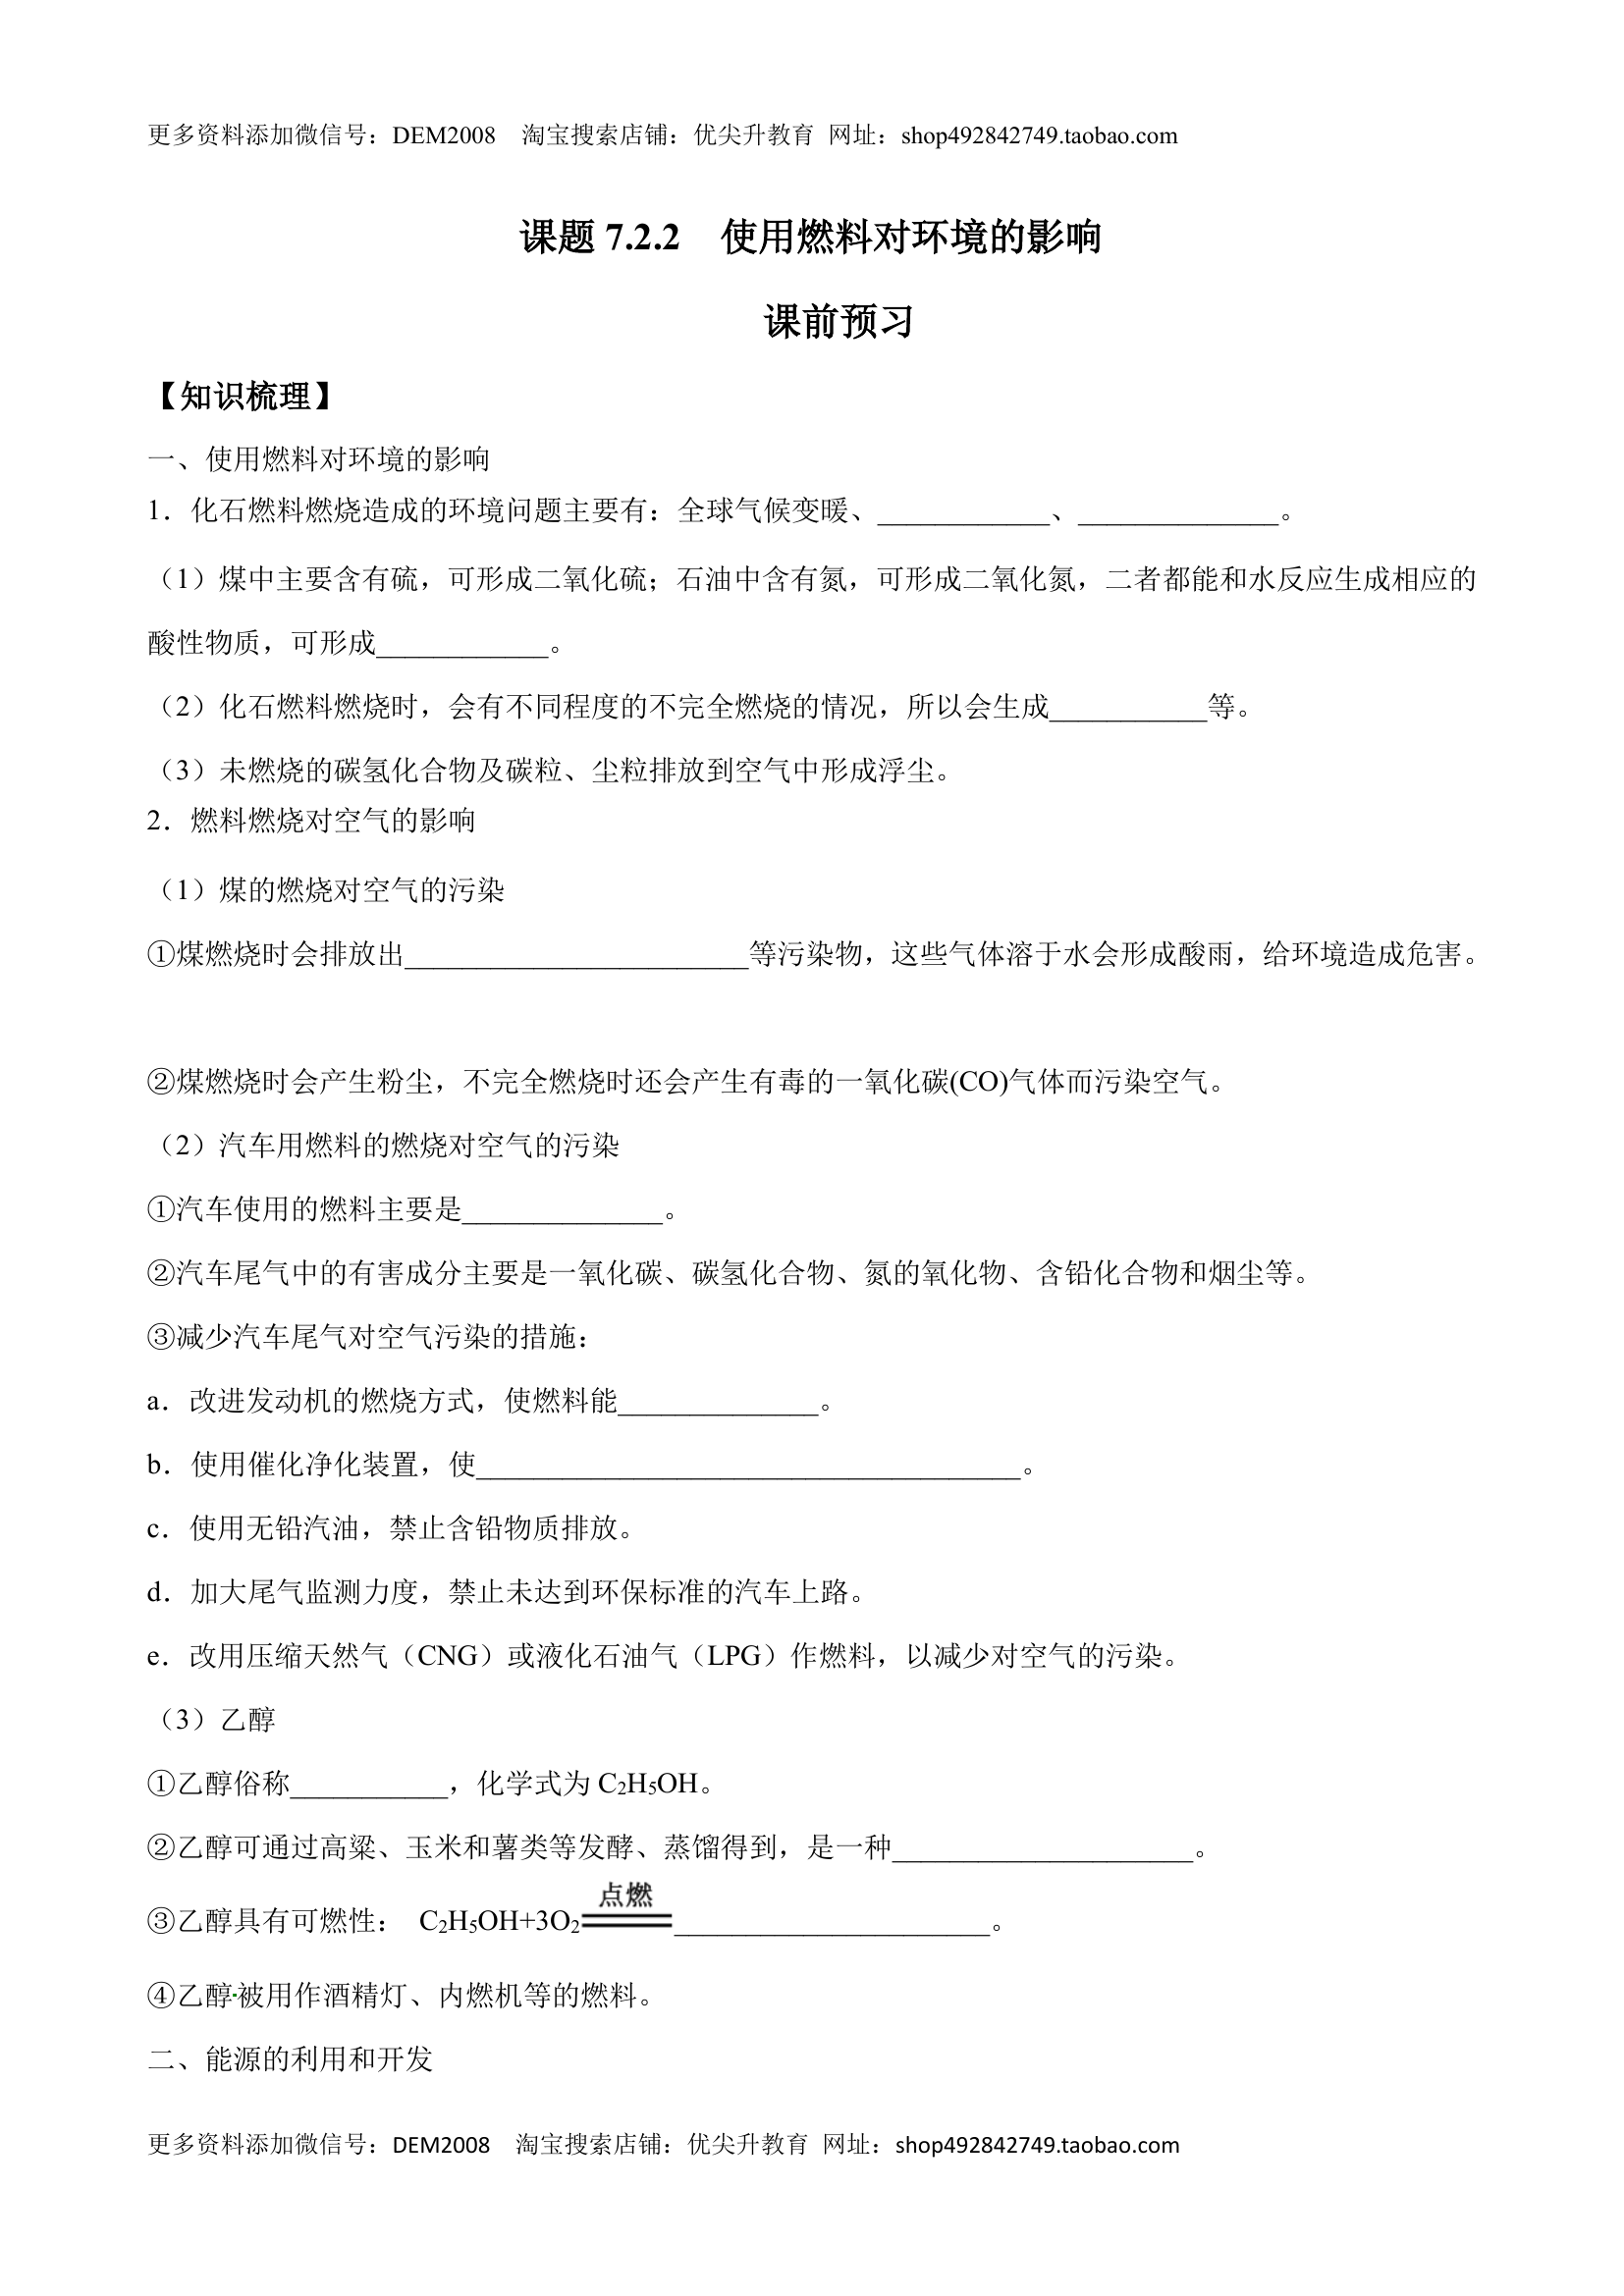 更多资料添加微信号：DEM2008 淘宝搜索店铺：优尖升教育 网址：shop492842749.taobao.com
课题 7.2.2 使用燃料对环境的影响
课前预习
【知识梳理】
一、使用燃料对环境的影响
1．化石燃料燃烧造成的环境问题主要有：全球气候变暖、____________、______________。
（1）煤中主要含有硫，可形成二氧化硫；石油中含有氮，可形成二氧化氮，二者都能和水反应生成相应的
酸性物质，可形成____________。
（2）化石燃料燃烧时，会有不同程度的不完全燃烧的情况，所以会生成___________等。
（3）未燃烧的碳氢化合物及碳粒、尘粒排放到空气中形成浮尘。
2．燃料燃烧对空气的影响
（1）煤的燃烧对空气的污染
①煤燃烧时会排放出________________________等污染物，这些气体溶于水会形成酸雨，给环境造成危害。
②煤燃烧时会产生粉尘，不完全燃烧时还会产生有毒的一氧化碳(CO)气体而污染空气。
（2）汽车用燃料的燃烧对空气的污染
①汽车使用的燃料主要是______________。
②汽车尾气中的有害成分主要是一氧化碳、碳氢化合物、氮的氧化物、含铅化合物和烟尘等。
③减少汽车尾气对空气污染的措施：
a．改进发动机的燃烧方式，使燃料能______________。
b．使用催化净化装置，使______________________________________。
c．使用无铅汽油，禁止含铅物质排放。
d．加大尾气监测力度，禁止未达到环保标准的汽车上路。
e．改用压缩天然气（CNG）或液化石油气（LPG）作燃料，以减少对空气的污染。
（3）乙醇
①乙醇俗称___________，化学式为 C₂H₅OH。
②乙醇可通过高粱、玉米和薯类等发酵、蒸馏得到，是一种_____________________。
③乙醇具有可燃性： C₂H₅OH+3O₂ 点燃 ══ ______________________。
④乙醇被用作酒精灯、内燃机等的燃料。
二、能源的利用和开发
更多资料添加微信号：DEM2008 淘宝搜索店铺：优尖升教育 网址：shop492842749.taobao.com